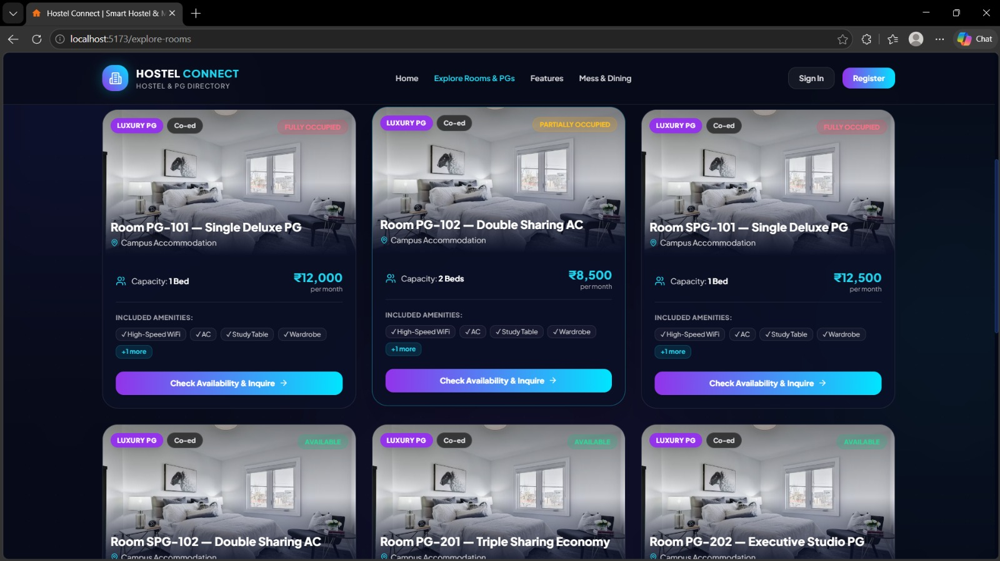 Hostel Connect | Smart Hostel &
localhost:5173/explore-rooms
Chat
HOSTEL CONNECT
HOSTEL & PG DIRECTORY
Home
Explore Rooms & PGs
Features
Mess & Dining
Sign In
Register
LUXURY PG
Co-ed
FULLY OCCUPIED
Room PG-101 — Single Deluxe PG
Campus Accommodation
Capacity: 1 Bed
₹12,000
per month
INCLUDED AMENITIES:
✓ High-Speed WiFi
✓ AC
✓ Study Table
✓ Wardrobe
+1 more
Check Availability & Inquire →
LUXURY PG
Co-ed
PARTIALLY OCCUPIED
Room PG-102 — Double Sharing AC
Campus Accommodation
Capacity: 2 Beds
₹8,500
per month
INCLUDED AMENITIES:
✓ High-Speed WiFi
✓ AC
✓ Study Table
✓ Wardrobe
+1 more
Check Availability & Inquire →
LUXURY PG
Co-ed
FULLY OCCUPIED
Room SPG-101 — Single Deluxe PG
Campus Accommodation
Capacity: 1 Bed
₹12,500
per month
INCLUDED AMENITIES:
✓ High-Speed WiFi
✓ AC
✓ Study Table
✓ Wardrobe
+1 more
Check Availability & Inquire →
LUXURY PG
Co-ed
AVAILABLE
Room SPG-102 — Double Sharing AC
Campus Accommodation
LUXURY PG
Co-ed
AVAILABLE
Room PG-201 — Triple Sharing Economy
Campus Accommodation
LUXURY PG
Co-ed
AVAILABLE
Room PG-202 — Executive Studio PG
Campus Accommodation